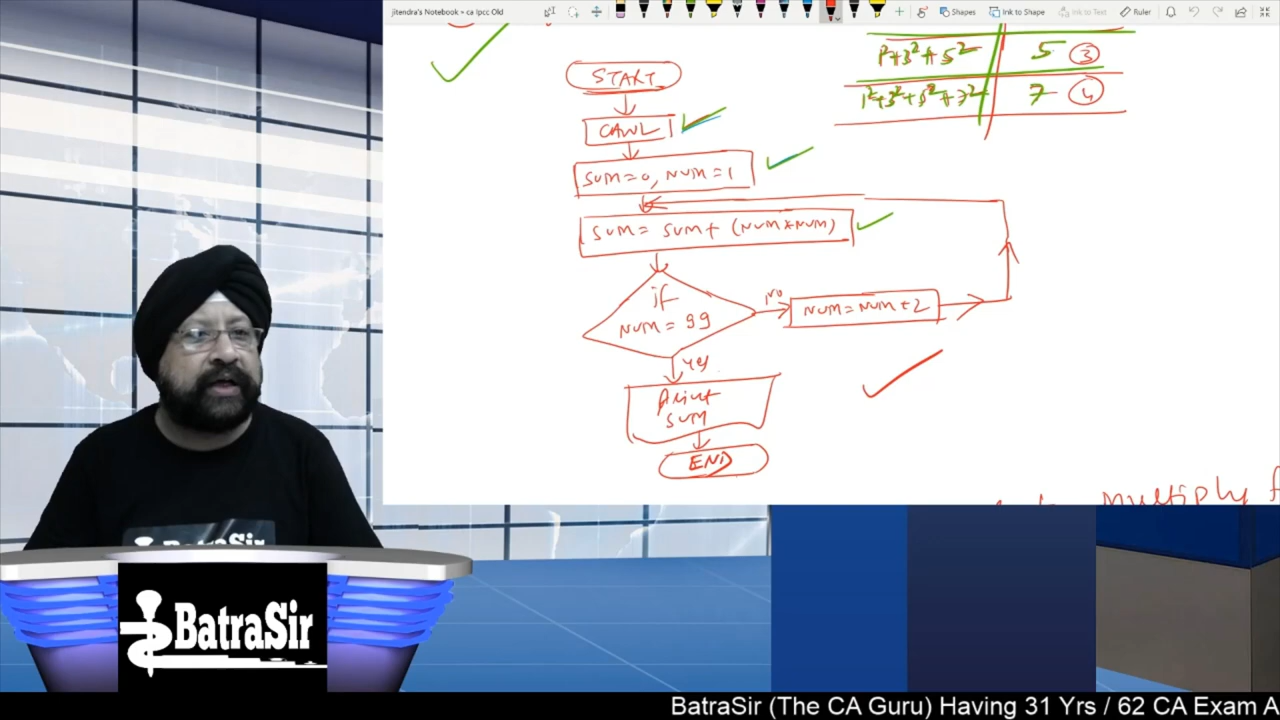 jitendra's Notebook » ca Ipcc Old
Shapes
Ink to Shape
Ink to Text
Ruler
1²+3²+5² 5 3
1²+3²+5²+7² 7 4
START
CAWL
SUM=0, NUM=1
SUM= SUM+ (NUM*NUM)
if
NUM = 99
No
NUM=NUM+2
Yes
Print
SUM
END
multiply
BatraSir
BatraSir
BatraSir (The CA Guru) Having 31 Yrs / 62 CA Exam A